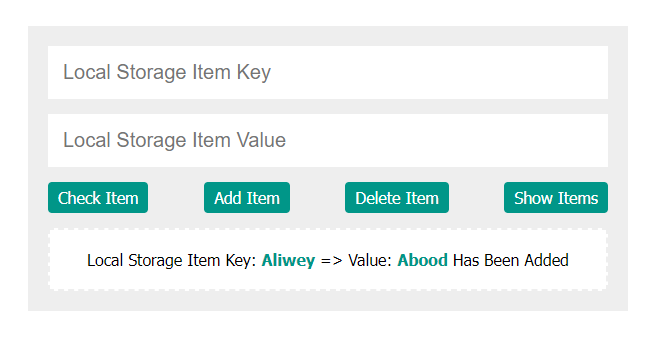 Local Storage Item Key
Local Storage Item Value
Check Item Add Item Delete Item Show Items
Local Storage Item Key: Aliwey => Value: Abood Has Been Added